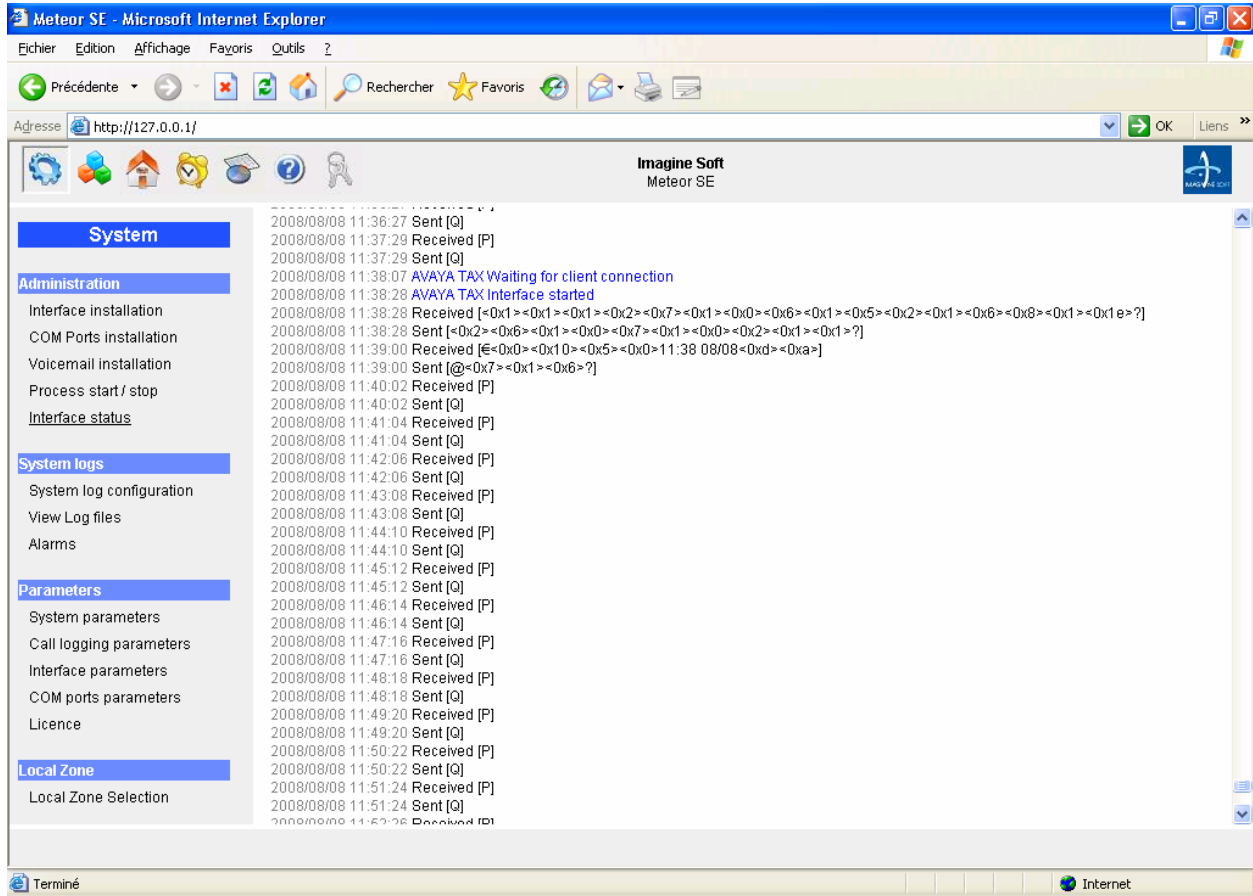 Meteor SE - Microsoft Internet Explorer
Fichier Edition Affichage Favoris Outils ?
Précédente Rechercher Favoris
Adresse http://127.0.0.1/ OK Liens »
Imagine Soft
Meteor SE
System
Administration
Interface installation
COM Ports installation
Voicemail installation
Process start / stop
Interface status
System logs
System log configuration
View Log files
Alarms
Parameters
System parameters
Call logging parameters
Interface parameters
COM ports parameters
Licence
Local Zone
Local Zone Selection
2008/08/08 11:36:27 Sent [Q]
2008/08/08 11:37:29 Received [P]
2008/08/08 11:37:29 Sent [Q]
2008/08/08 11:38:07 AVAYA TAX Waiting for client connection
2008/08/08 11:38:28 AVAYA TAX Interface started
2008/08/08 11:38:28 Received [<0x1><0x1><0x1><0x2><0x7><0x1><0x0><0x6><0x1><0x5><0x2><0x1><0x6><0x8><0x1><0x1e>?]
2008/08/08 11:38:28 Sent [<0x2><0x6><0x1><0x0><0x7><0x1><0x0><0x2><0x1><0x1>?]
2008/08/08 11:39:00 Received [€<0x0><0x10><0x5><0x0>11:38 08/08<0xd><0xa>]
2008/08/08 11:39:00 Sent [@<0x7><0x1><0x6>?]
2008/08/08 11:40:02 Received [P]
2008/08/08 11:40:02 Sent [Q]
2008/08/08 11:41:04 Received [P]
2008/08/08 11:41:04 Sent [Q]
2008/08/08 11:42:06 Received [P]
2008/08/08 11:42:06 Sent [Q]
2008/08/08 11:43:08 Received [P]
2008/08/08 11:43:08 Sent [Q]
2008/08/08 11:44:10 Received [P]
2008/08/08 11:44:10 Sent [Q]
2008/08/08 11:45:12 Received [P]
2008/08/08 11:45:12 Sent [Q]
2008/08/08 11:46:14 Received [P]
2008/08/08 11:46:14 Sent [Q]
2008/08/08 11:47:16 Received [P]
2008/08/08 11:47:16 Sent [Q]
2008/08/08 11:48:18 Received [P]
2008/08/08 11:48:18 Sent [Q]
2008/08/08 11:49:20 Received [P]
2008/08/08 11:49:20 Sent [Q]
2008/08/08 11:50:22 Received [P]
2008/08/08 11:50:22 Sent [Q]
2008/08/08 11:51:24 Received [P]
2008/08/08 11:51:24 Sent [Q]
2008/08/08 11:52:26 Received [P]
Terminé Internet